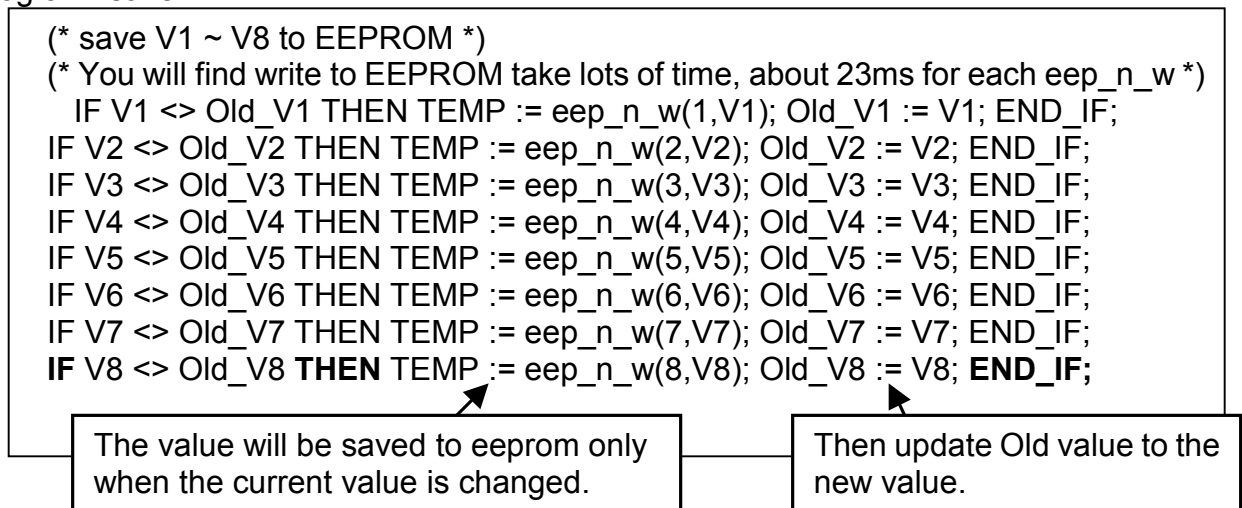 (* save V1 ~ V8 to EEPROM *)
(* You will find write to EEPROM take lots of time, about 23ms for each eep_n_w *)
IF V1 <> Old_V1 THEN TEMP := eep_n_w(1,V1); Old_V1 := V1; END_IF;
IF V2 <> Old_V2 THEN TEMP := eep_n_w(2,V2); Old_V2 := V2; END_IF;
IF V3 <> Old_V3 THEN TEMP := eep_n_w(3,V3); Old_V3 := V3; END_IF;
IF V4 <> Old_V4 THEN TEMP := eep_n_w(4,V4); Old_V4 := V4; END_IF;
IF V5 <> Old_V5 THEN TEMP := eep_n_w(5,V5); Old_V5 := V5; END_IF;
IF V6 <> Old_V6 THEN TEMP := eep_n_w(6,V6); Old_V6 := V6; END_IF;
IF V7 <> Old_V7 THEN TEMP := eep_n_w(7,V7); Old_V7 := V7; END_IF;
IF V8 <> Old_V8 THEN TEMP := eep_n_w(8,V8); Old_V8 := V8; END_IF;
The value will be saved to eeprom only
when the current value is changed.
Then update Old value to the
new value.